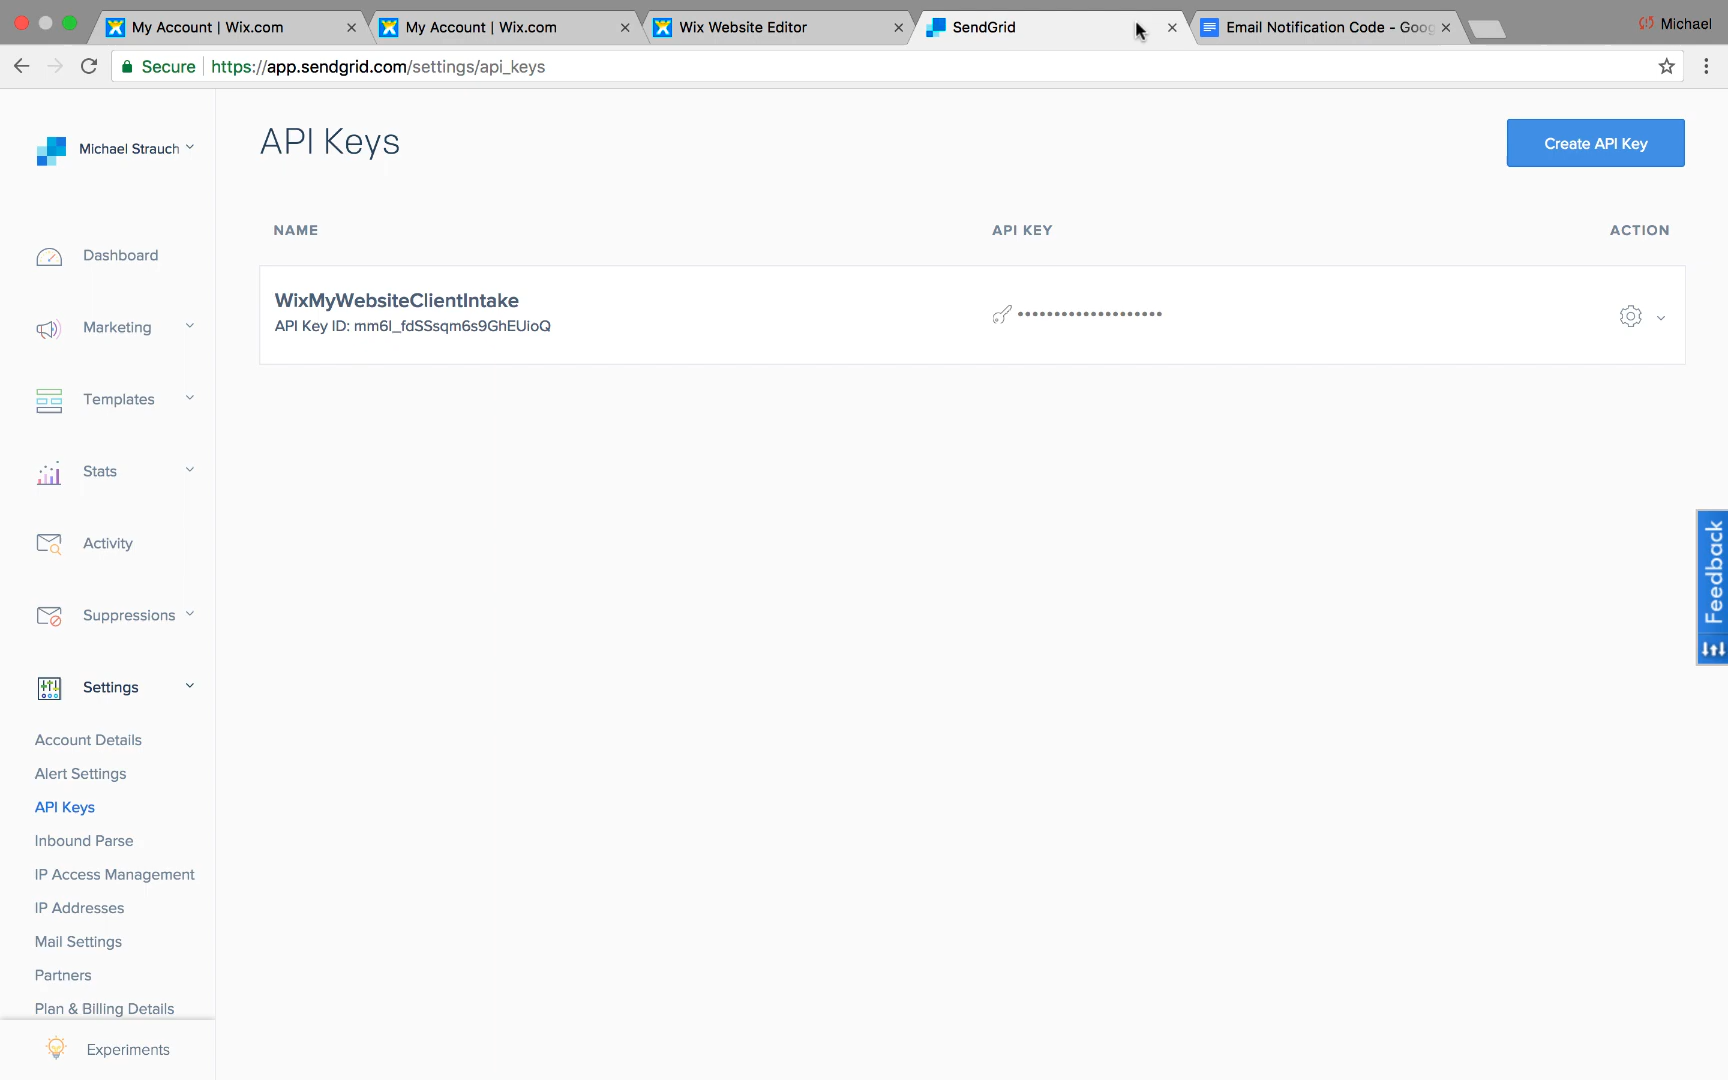 My Account | Wix.com
My Account | Wix.com
Wix Website Editor
SendGrid
Email Notification Code - Goog
Michael
Secure
https://app.sendgrid.com/settings/api_keys
Michael Strauch
API Keys
Create API Key
NAME
API KEY
ACTION
WixMyWebsiteClientIntake
API Key ID: mm6l_fdSSsqm6s9GhEUioQ
••••••••••••••••••••
Dashboard
Marketing
Templates
Stats
Activity
Suppressions
Settings
Account Details
Alert Settings
API Keys
Inbound Parse
IP Access Management
IP Addresses
Mail Settings
Partners
Plan & Billing Details
Experiments
Feedback